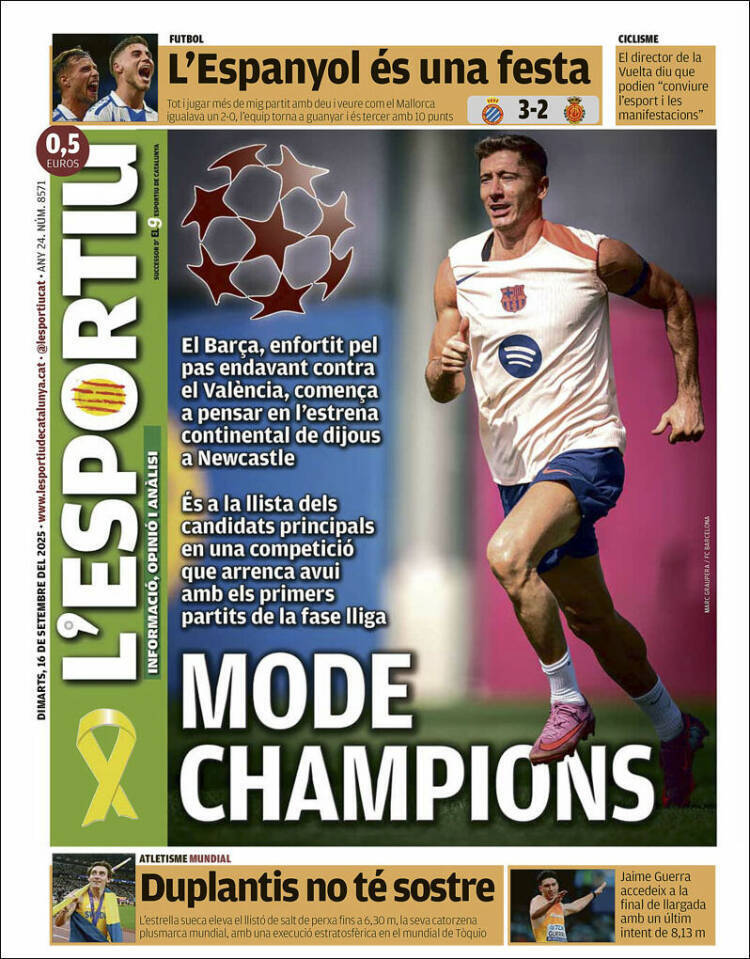 FUTBOL
L'Espanyol és una festa
Tot i jugar més de mig partit amb deu i veure com el Mallorca
igualava un 2-0, l'equip torna a guanyar i és tercer amb 10 punts
3-2
CICLISME
El director de la
Vuelta diu que
podien “conviure
l'esport i les
manifestacions”
0,5
EUROS
L'ESPORTIU
SUCCESSOR D' EL 9 ESPORTIU DE CATALUNYA
INFORMACIÓ, OPINIÓ I ANÀLISI
DIMARTS, 16 DE SETEMBRE DEL 2025 · www.lesportiudecatalunya.cat · @lesportiucat · ANY 24. NÚM. 8571
El Barça, enfortit pel
pas endavant contra
el València, comença
a pensar en l'estrena
continental de dijous
a Newcastle
És a la llista dels
candidats principals
en una competició
que arrenca avui
amb els primers
partits de la fase lliga
MODE
CHAMPIONS
MARC GRAUPERA / FC BARCELONA
ATLETISME MUNDIAL
Duplantis no té sostre
L'estrella sueca eleva el llistó de salt de perxa fins a 6,30 m, la seva catorzena
plusmarca mundial, amb una execució estratosfèrica en el mundial de Tòquio
Jaime Guerra
accedeix a la
final de llargada
amb un últim
intent de 8,13 m